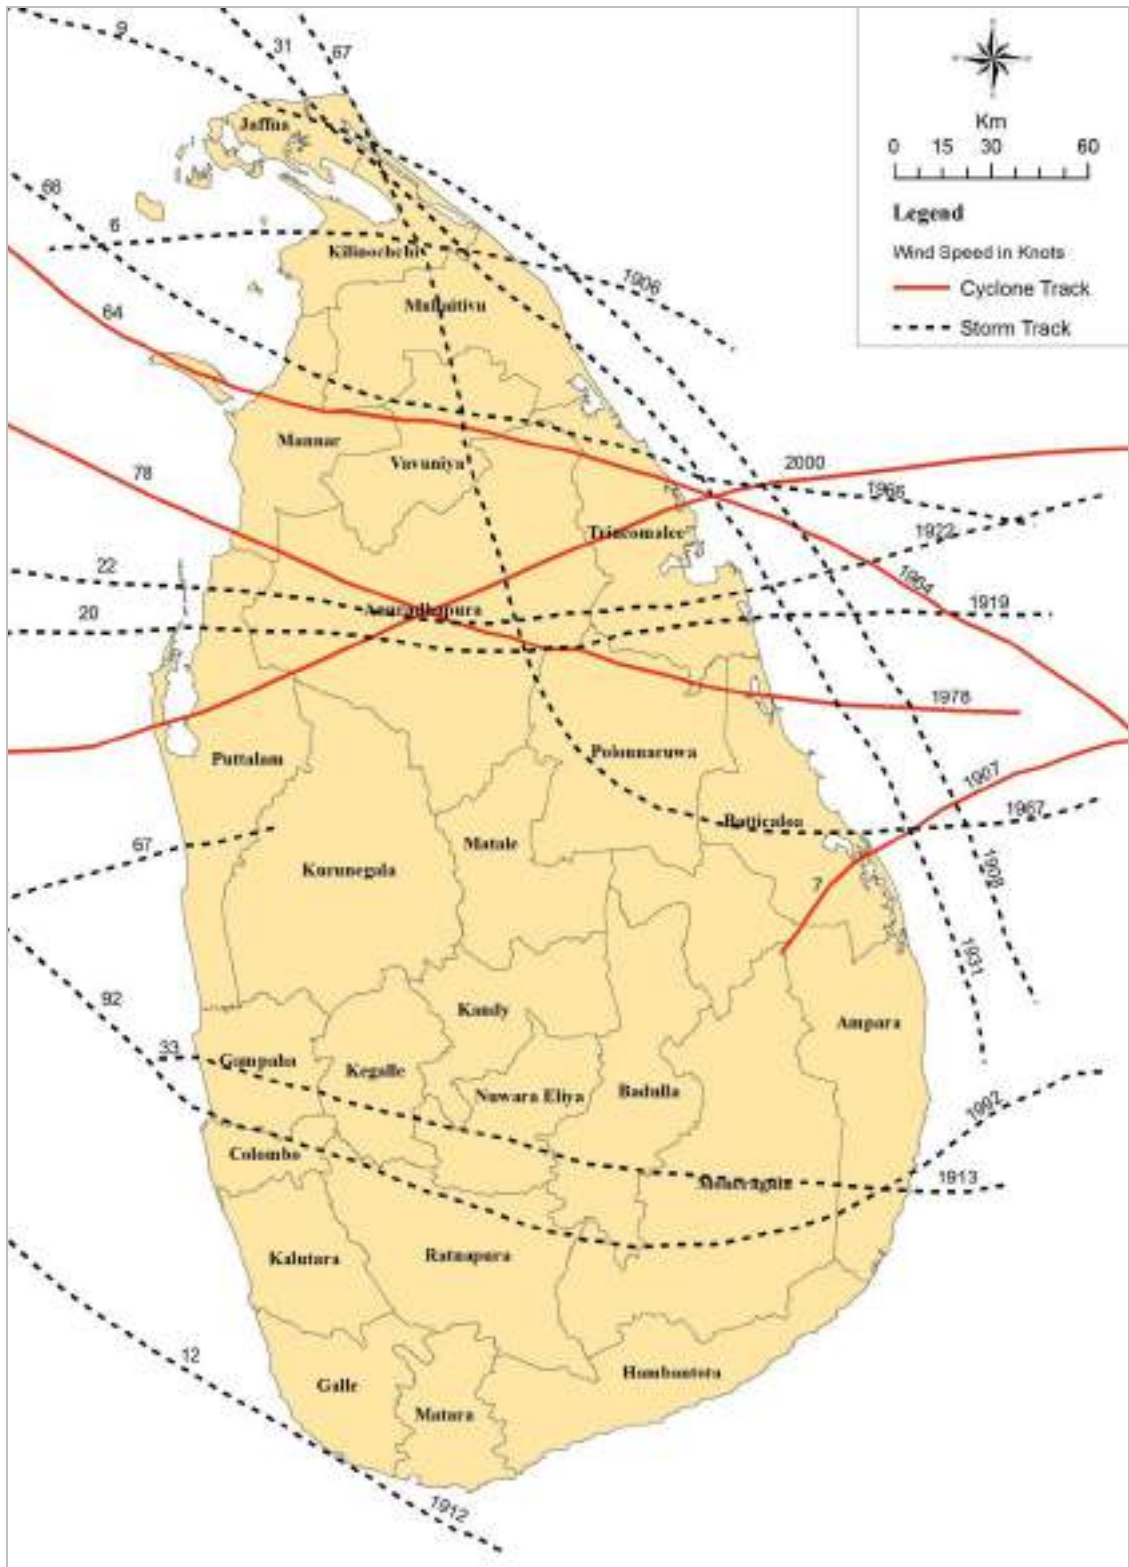 9
31
67
Km
0 15 30 60
Legend
Wind Speed in Knots
Cyclone Track
Storm Track
Jaffna
66
6
Kilinochchi
1906
Mullaitivu
64
Mannar
Vavuniya
78
2000
1966
Trincomalee
1922
22
1964
Anuradhapura
20
1919
1978
Puttalam
Polonnaruwa
1907
Batticaloa
1967
67
Matale
Kurunegala
7
1908
1931
92
Kandy
Ampara
33
Gampaha
Kegalle
Nuwara Eliya
Badulla
1992
Colombo
Moneragala
1913
Kalutara
Ratnapura
12
Galle
Hambantota
Matara
1912